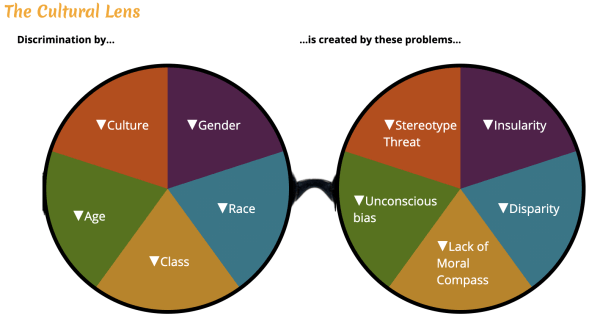 The Cultural Lens
Discrimination by...
...is created by these problems...
▼Culture
▼Gender
▼Race
▼Class
▼Age
▼Stereotype
Threat
▼Insularity
▼Disparity
▼Lack of
Moral
Compass
▼Unconscious
bias